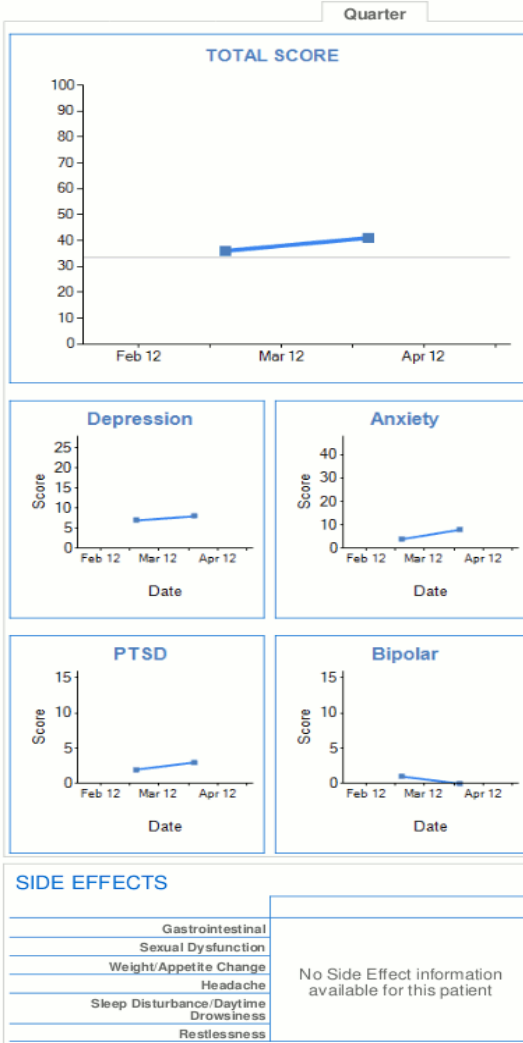 Quarter
TOTAL SCORE
100
90
80
70
60
50
40
30
20
10
0
Feb 12 Mar 12 Apr 12
Depression
25
20
15
10
5
0
Score
Feb 12 Mar 12 Apr 12
Date
Anxiety
40
30
20
10
0
Score
Feb 12 Mar 12 Apr 12
Date
PTSD
15
10
5
0
Score
Feb 12 Mar 12 Apr 12
Date
Bipolar
15
10
5
0
Score
Feb 12 Mar 12 Apr 12
Date
SIDE EFFECTS
Gastrointestinal
Sexual Dysfunction
Weight/Appetite Change
Headache
Sleep Disturbance/Daytime
Drowsiness
Restlessness
No Side Effect information
available for this patient